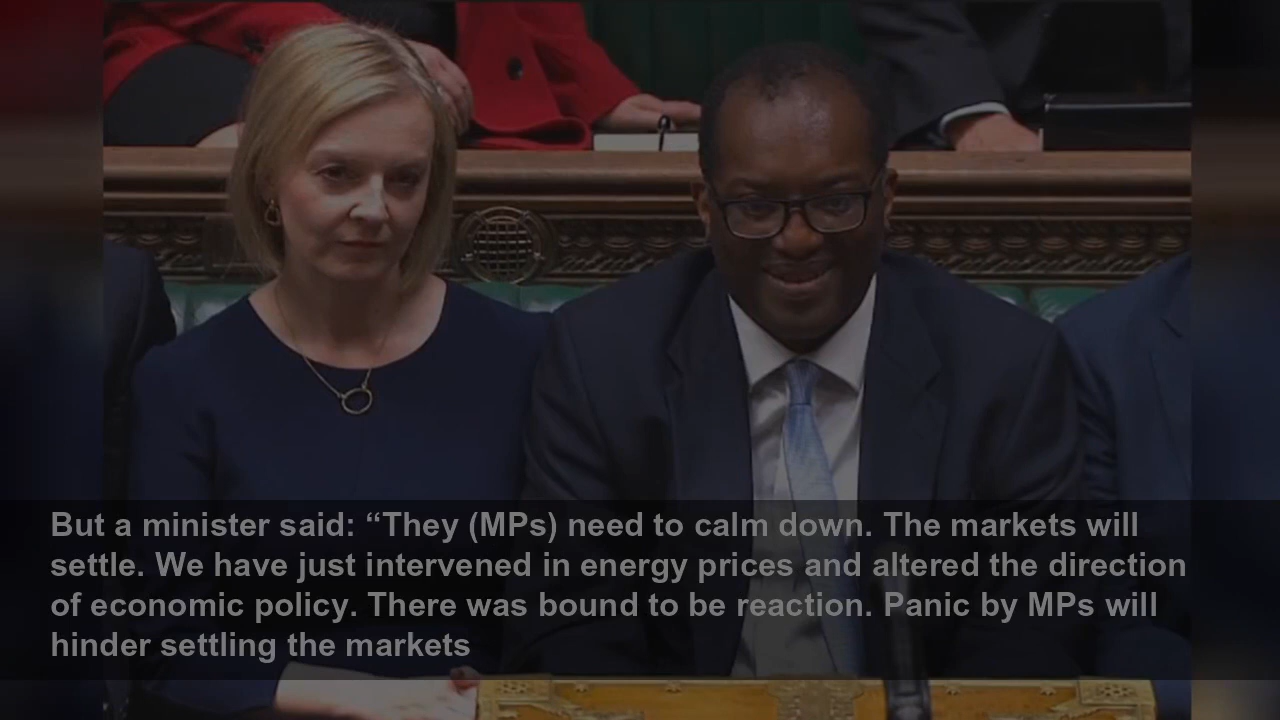 But a minister said: “They (MPs) need to calm down. The markets will
settle. We have just intervened in energy prices and altered the direction
of economic policy. There was bound to be reaction. Panic by MPs will
hinder settling the markets